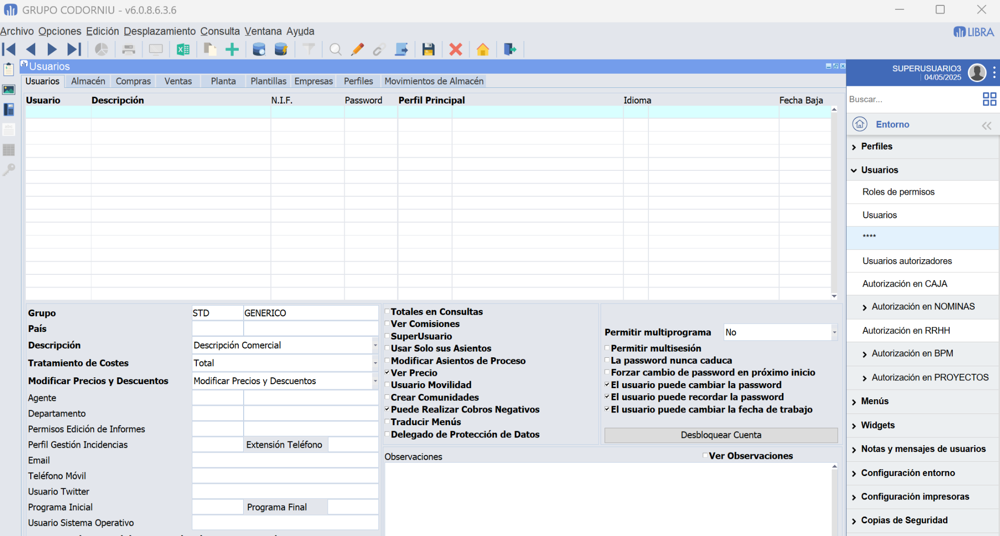 GRUPO CODORNIU - v6.0.8.6.3.6
Archivo Opciones Edición Desplazamiento Consulta Ventana Ayuda
LIBRA
Usuarios
SUPERUSUARIO3
04/05/2025
Usuarios Almacén Compras Ventas Planta Plantillas Empresas Perfiles Movimientos de Almacén
Usuario Descripción N.I.F. Password Perfil Principal Idioma Fecha Baja
Buscar...
Entorno
Perfiles
Usuarios
Roles de permisos
Usuarios
****
Usuarios autorizadores
Autorización en CAJA
Autorización en NOMINAS
Autorización en RRHH
Autorización en BPM
Autorización en PROYECTOS
Menús
Widgets
Notas y mensajes de usuarios
Configuración entorno
Configuración impresoras
Copias de Seguridad
Grupo STD GENERICO
País
Descripción Descripción Comercial
Tratamiento de Costes Total
Modificar Precios y Descuentos Modificar Precios y Descuentos
Agente
Departamento
Permisos Edición de Informes
Perfil Gestión Incidencias Extensión Teléfono
Email
Teléfono Móvil
Usuario Twitter
Programa Inicial Programa Final
Usuario Sistema Operativo
Totales en Consultas
Ver Comisiones
SuperUsuario
Usar Solo sus Asientos
Modificar Asientos de Proceso
Ver Precio
Usuario Movilidad
Crear Comunidades
Puede Realizar Cobros Negativos
Traducir Menús
Delegado de Protección de Datos
Permitir multiprograma No
Permitir multisesión
La password nunca caduca
Forzar cambio de password en próximo inicio
El usuario puede cambiar la password
El usuario puede recordar la password
El usuario puede cambiar la fecha de trabajo
Desbloquear Cuenta
Observaciones Ver Observaciones